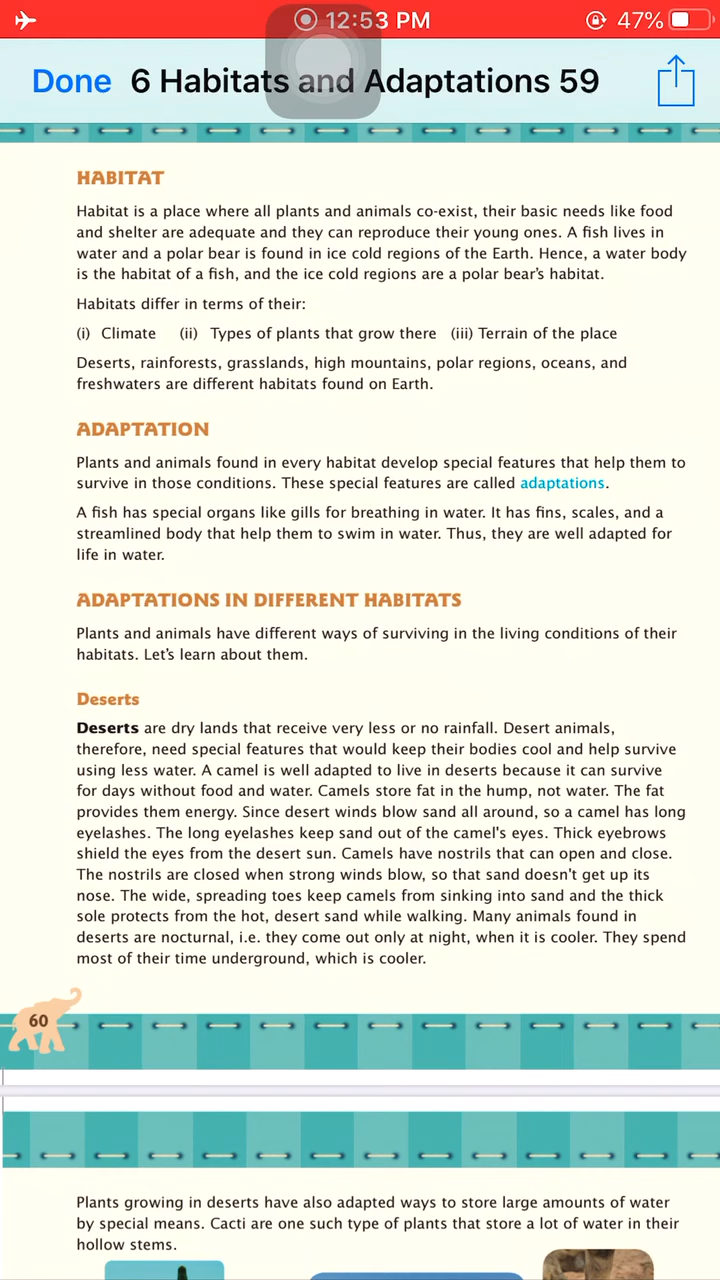 12:53 PM
47%
Done 6 Habitats and Adaptations 59
HABITAT
Habitat is a place where all plants and animals co-exist, their basic needs like food
and shelter are adequate and they can reproduce their young ones. A fish lives in
water and a polar bear is found in ice cold regions of the Earth. Hence, a water body
is the habitat of a fish, and the ice cold regions are a polar bear's habitat.
Habitats differ in terms of their:
(i) Climate (ii) Types of plants that grow there (iii) Terrain of the place
Deserts, rainforests, grasslands, high mountains, polar regions, oceans, and
freshwaters are different habitats found on Earth.
ADAPTATION
Plants and animals found in every habitat develop special features that help them to
survive in those conditions. These special features are called adaptations.
A fish has special organs like gills for breathing in water. It has fins, scales, and a
streamlined body that help them to swim in water. Thus, they are well adapted for
life in water.
ADAPTATIONS IN DIFFERENT HABITATS
Plants and animals have different ways of surviving in the living conditions of their
habitats. Let's learn about them.
Deserts
Deserts are dry lands that receive very less or no rainfall. Desert animals,
therefore, need special features that would keep their bodies cool and help survive
using less water. A camel is well adapted to live in deserts because it can survive
for days without food and water. Camels store fat in the hump, not water. The fat
provides them energy. Since desert winds blow sand all around, so a camel has long
eyelashes. The long eyelashes keep sand out of the camel's eyes. Thick eyebrows
shield the eyes from the desert sun. Camels have nostrils that can open and close.
The nostrils are closed when strong winds blow, so that sand doesn't get up its
nose. The wide, spreading toes keep camels from sinking into sand and the thick
sole protects from the hot, desert sand while walking. Many animals found in
deserts are nocturnal, i.e. they come out only at night, when it is cooler. They spend
most of their time underground, which is cooler.
60
Plants growing in deserts have also adapted ways to store large amounts of water
by special means. Cacti are one such type of plants that store a lot of water in their
hollow stems.